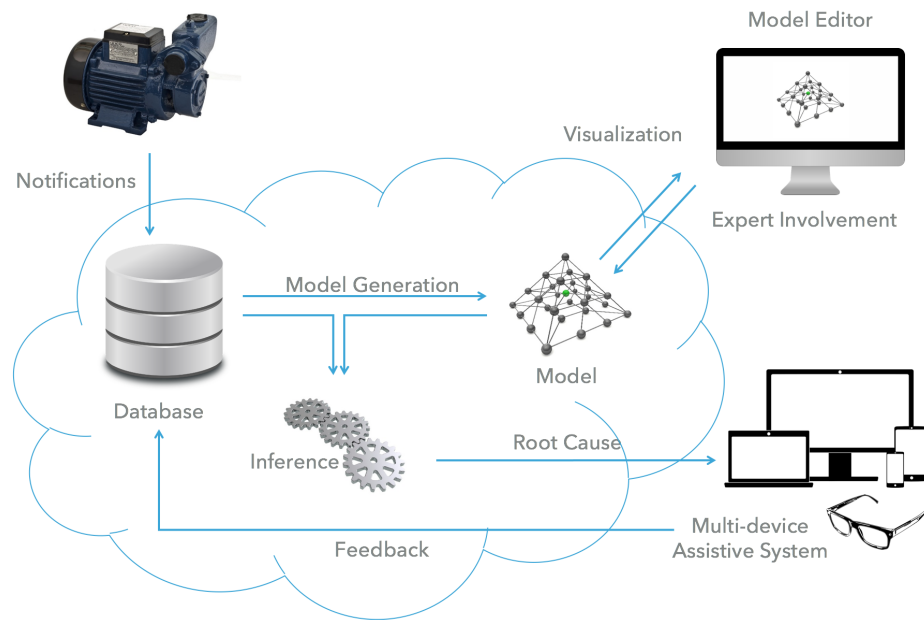 Model Editor
Visualization
Notifications
Expert Involvement
Model Generation
Model
Database
Root Cause
Inference
Multi-device
Assistive System
Feedback